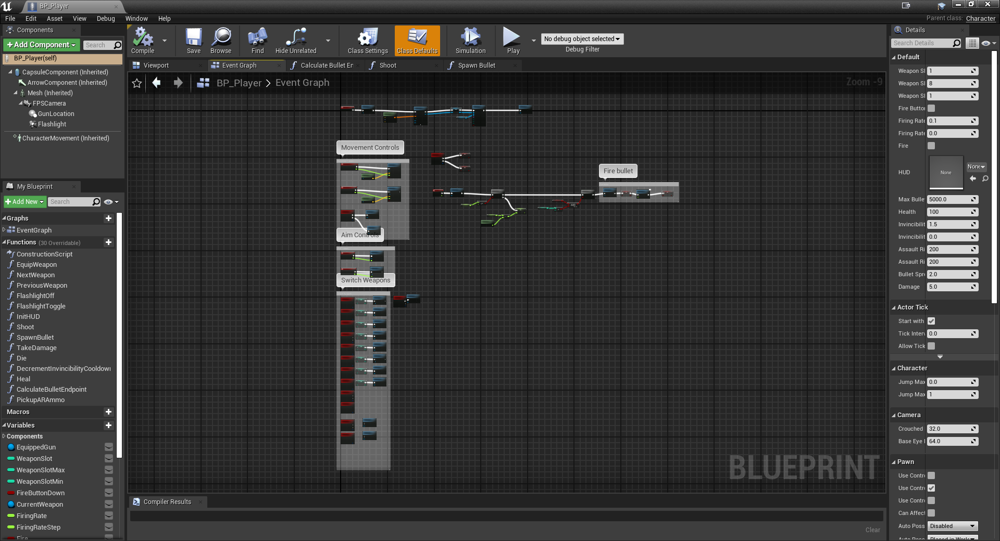 BP_Player
File Edit Asset View Debug Window Help
Parent class: Character
Components
Add Component
Search
BP_Player(self)
CapsuleComponent (Inherited)
ArrowComponent (Inherited)
Mesh (Inherited)
FPSCamera
GunLocation
Flashlight
CharacterMovement (Inherited)
My Blueprint
Add New
Search
Graphs
EventGraph
Functions (30 Overridable)
ConstructionScript
EquipWeapon
NextWeapon
PreviousWeapon
FlashlightOff
FlashlightToggle
InitHUD
Shoot
SpawnBullet
TakeDamage
Die
DecrementInvincibilityCooldown
Heal
CalculateBulletEndpoint
PickupARAmmo
Macros
Variables
Components
EquippedGun
WeaponSlot
WeaponSlotMax
WeaponSlotMin
FireButtonDown
CurrentWeapon
FiringRate
FiringRateStep
Fire
Compile Save Browse Find Hide Unrelated Class Settings Class Defaults Simulation Play
No debug object selected
Debug Filter
Viewport Event Graph Calculate Bullet Er Shoot Spawn Bullet
BP_Player > Event Graph
Zoom -9
Movement Controls
Fire bullet
AND
Aim Controls
Switch Weapons
BLUEPRINT
Compiler Results
Clear
Details
Search Details
Default
Weapon Sl 1
Weapon Sl 8
Weapon Sl 1
Fire Button
Firing Rate 0.1
Firing Rate 0.0
Fire
HUD None None
Max Bulle 5000.0
Health 100
Invincibilit 1.5
Invincibilit 0.0
Assault Ri 200
Assault Ri 200
Bullet Spre 2.0
Damage 5.0
Actor Tick
Start with
Tick Interv 0.0
Allow Tick
Character
Jump Max 0.0
Jump Max 1
Camera
Crouched 32.0
Base Eye 64.0
Pawn
Use Contro
Use Contro
Use Contro
Can Affect
Auto Poss Disabled
Auto Poss Placed in World